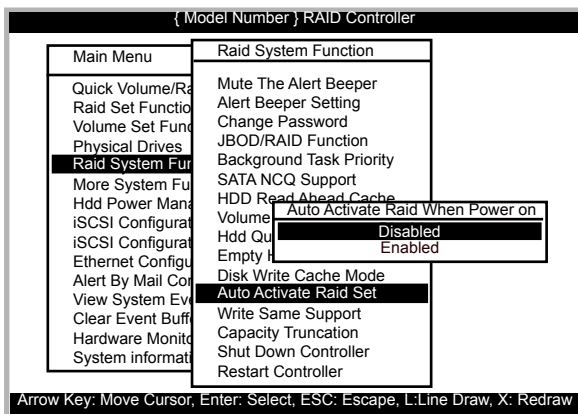 { Model Number } RAID Controller
Main Menu
Quick Volume/Ra
Raid Set Functio
Volume Set Func
Physical Drives
Raid System Fun
More System Fu
Hdd Power Mana
iSCSI Configurat
iSCSI Configurat
Ethernet Configu
Alert By Mail Con
View System Eve
Clear Event Buffe
Hardware Monito
System informati
Raid System Function
Mute The Alert Beeper
Alert Beeper Setting
Change Password
JBOD/RAID Function
Background Task Priority
SATA NCQ Support
HDD Read Ahead Cache
Volume
Hdd Qu
Empty H
Disk Write Cache Mode
Auto Activate Raid Set
Write Same Support
Capacity Truncation
Shut Down Controller
Restart Controller
Auto Activate Raid When Power on
Disabled
Enabled
Arrow Key: Move Cursor, Enter: Select, ESC: Escape, L:Line Draw, X: Redraw